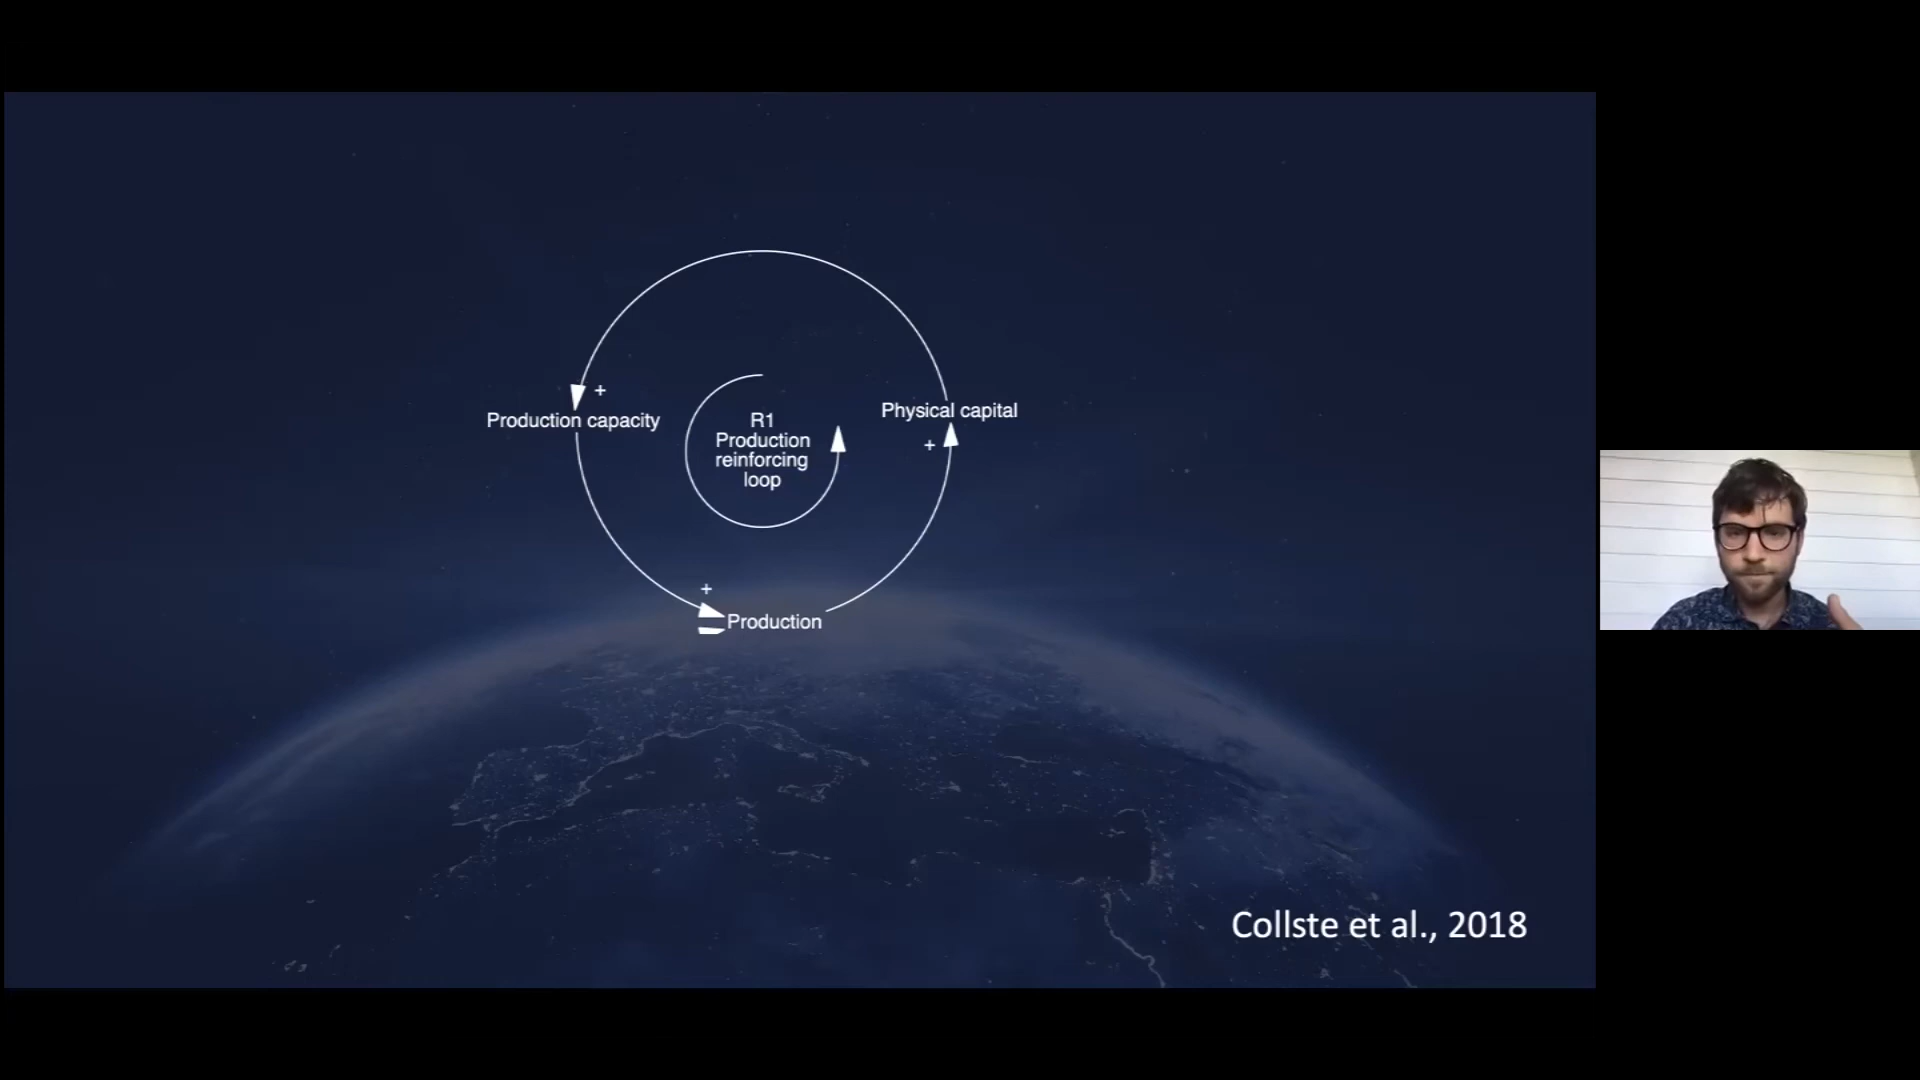 +
Production capacity
R1
Production
reinforcing
loop
Physical capital
+
+
Production
Collste et al., 2018